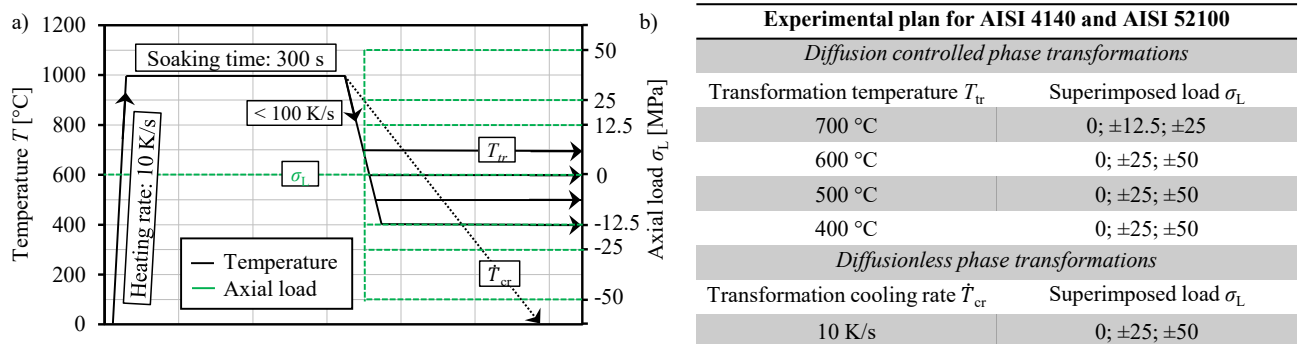 a)
Temperature T [°C]
1200
1000
800
600
400
200
0
Soaking time: 300 s
Heating rate: 10 K/s
< 100 K/s
T_tr
σ_L
Ṫ_cr
Temperature
Axial load
50
25
12.5
0
-12.5
-25
-50
Axial load σ_L [MPa]
b)
Experimental plan for AISI 4140 and AISI 52100
Diffusion controlled phase transformations
Transformation temperature T_tr Superimposed load σ_L
700 °C 0; ±12.5; ±25
600 °C 0; ±25; ±50
500 °C 0; ±25; ±50
400 °C 0; ±25; ±50
Diffusionless phase transformations
Transformation cooling rate Ṫ_cr Superimposed load σ_L
10 K/s 0; ±25; ±50